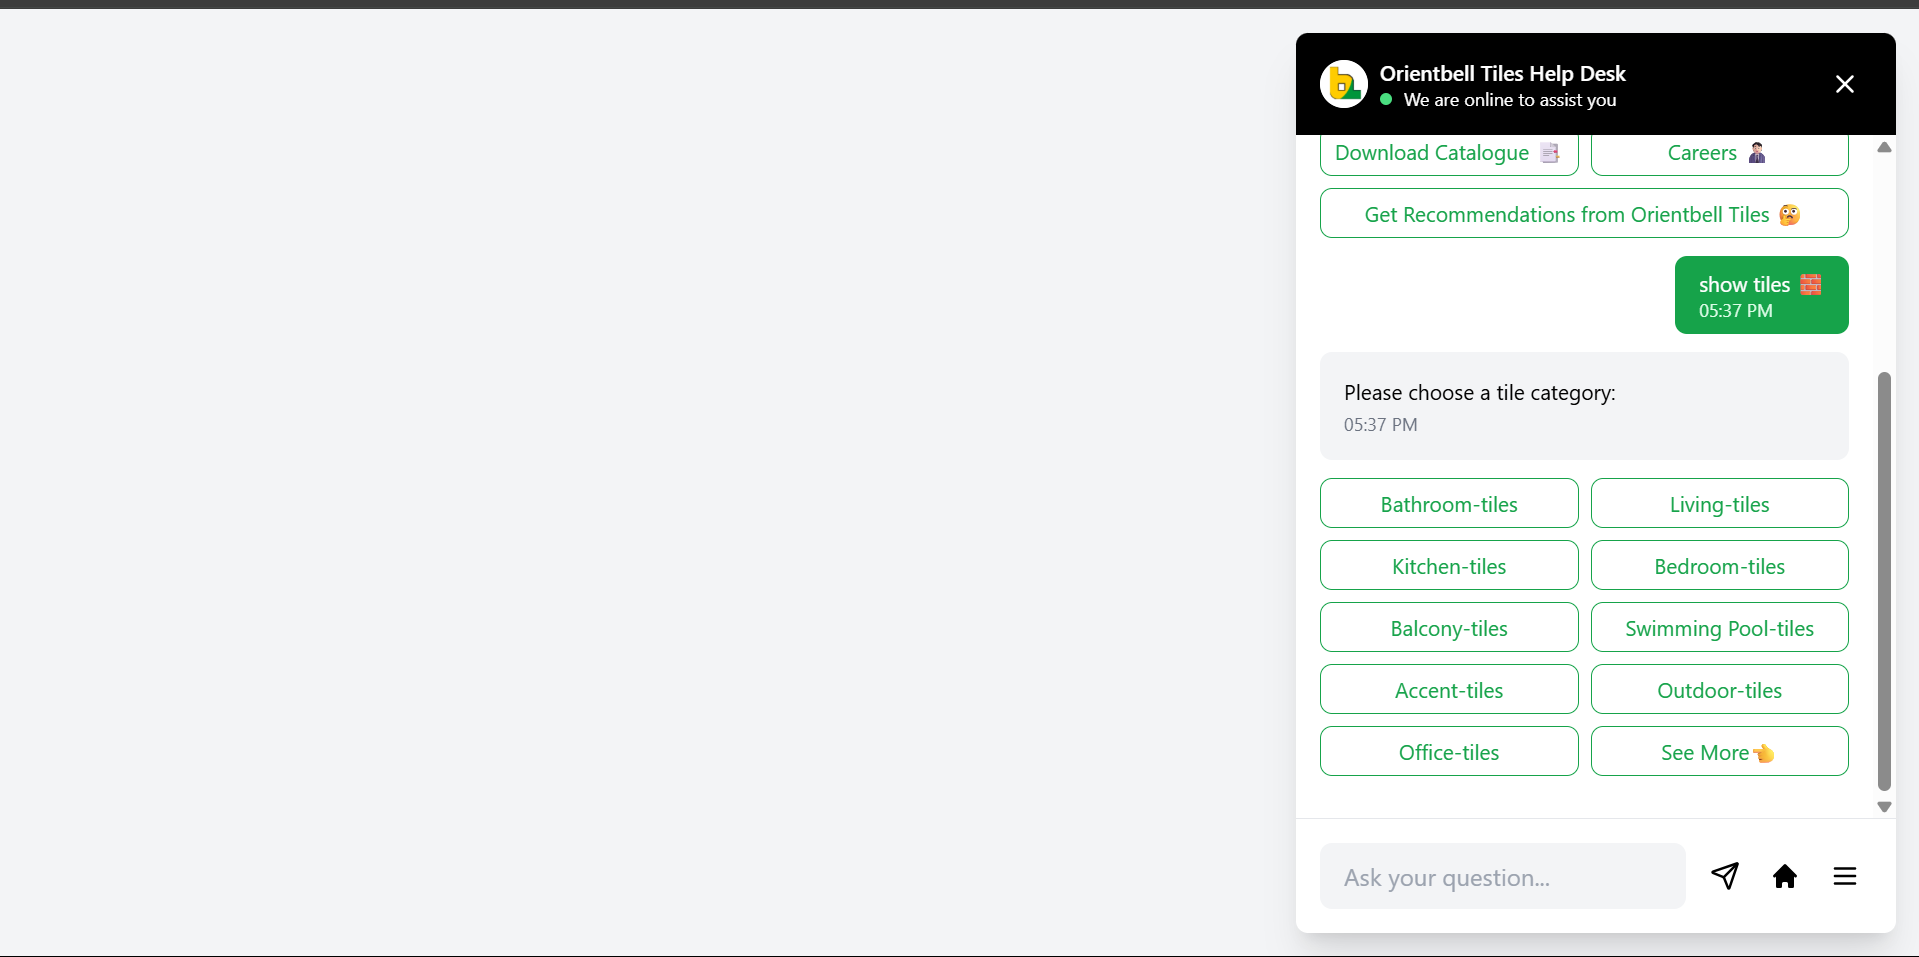 Orientbell Tiles Help Desk
We are online to assist you
Download Catalogue 📑
Careers 👨🏻‍💼
Get Recommendations from Orientbell Tiles 🤔
show tiles 🧱
05:37 PM
Please choose a tile category:
05:37 PM
Bathroom-tiles
Living-tiles
Kitchen-tiles
Bedroom-tiles
Balcony-tiles
Swimming Pool-tiles
Accent-tiles
Outdoor-tiles
Office-tiles
See More👈
Ask your question...